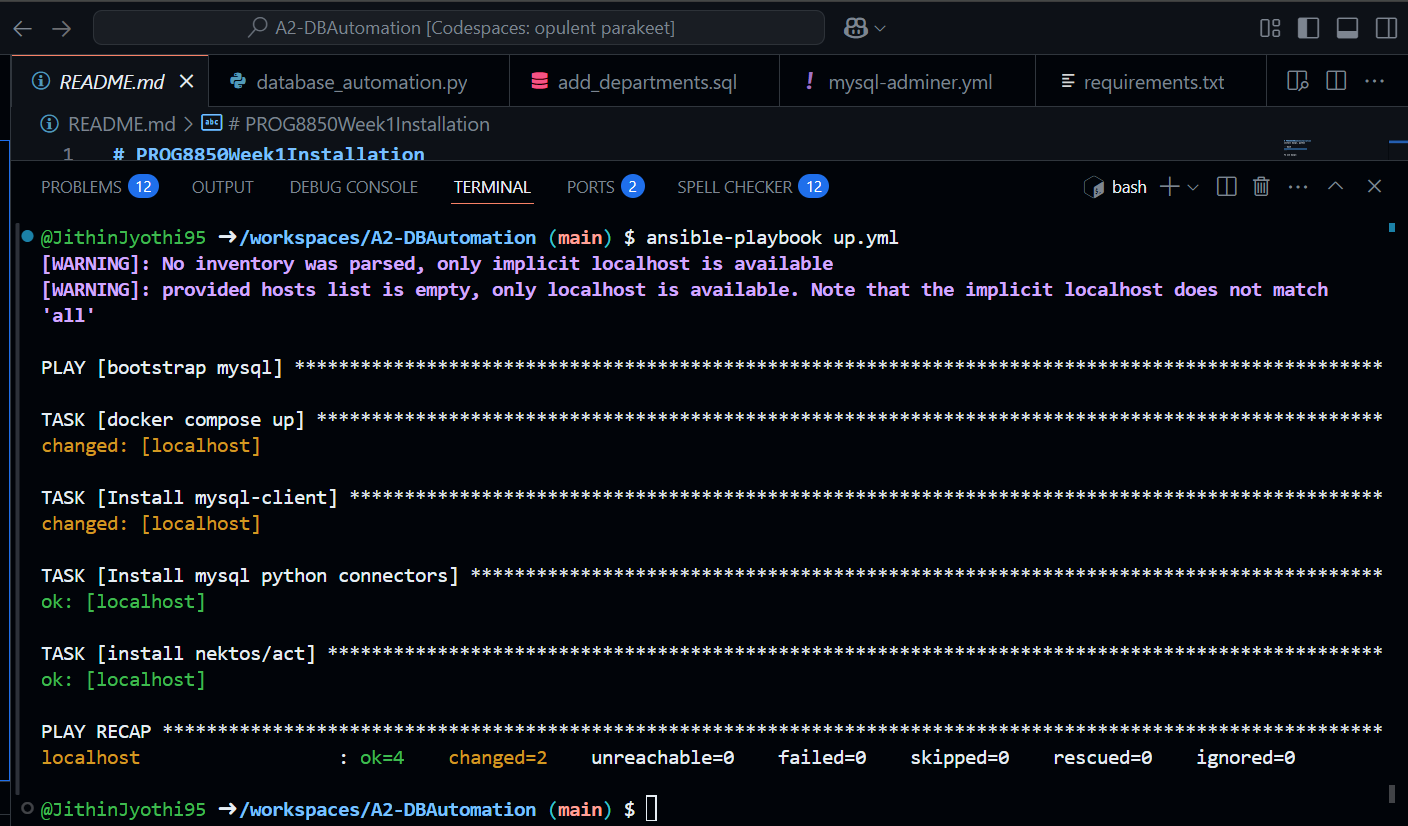 A2-DBAutomation [Codespaces: opulent parakeet]
README.md database_automation.py add_departments.sql ! mysql-adminer.yml requirements.txt ...
README.md > abc # PROG8850Week1Installation
1 # PROG8850Week1Installation
PROBLEMS 12 OUTPUT DEBUG CONSOLE TERMINAL PORTS 2 SPELL CHECKER 12 bash
@JithinJyothi95 ➜/workspaces/A2-DBAutomation (main) $ ansible-playbook up.yml
[WARNING]: No inventory was parsed, only implicit localhost is available
[WARNING]: provided hosts list is empty, only localhost is available. Note that the implicit localhost does not match
'all'
PLAY [bootstrap mysql] ***************************************************************************************************
TASK [docker compose up] *************************************************************************************************
changed: [localhost]
TASK [Install mysql-client] **********************************************************************************************
changed: [localhost]
TASK [Install mysql python connectors] ***********************************************************************************
ok: [localhost]
TASK [install nektos/act] ************************************************************************************************
ok: [localhost]
PLAY RECAP ***************************************************************************************************************
localhost : ok=4 changed=2 unreachable=0 failed=0 skipped=0 rescued=0 ignored=0
@JithinJyothi95 ➜/workspaces/A2-DBAutomation (main) $